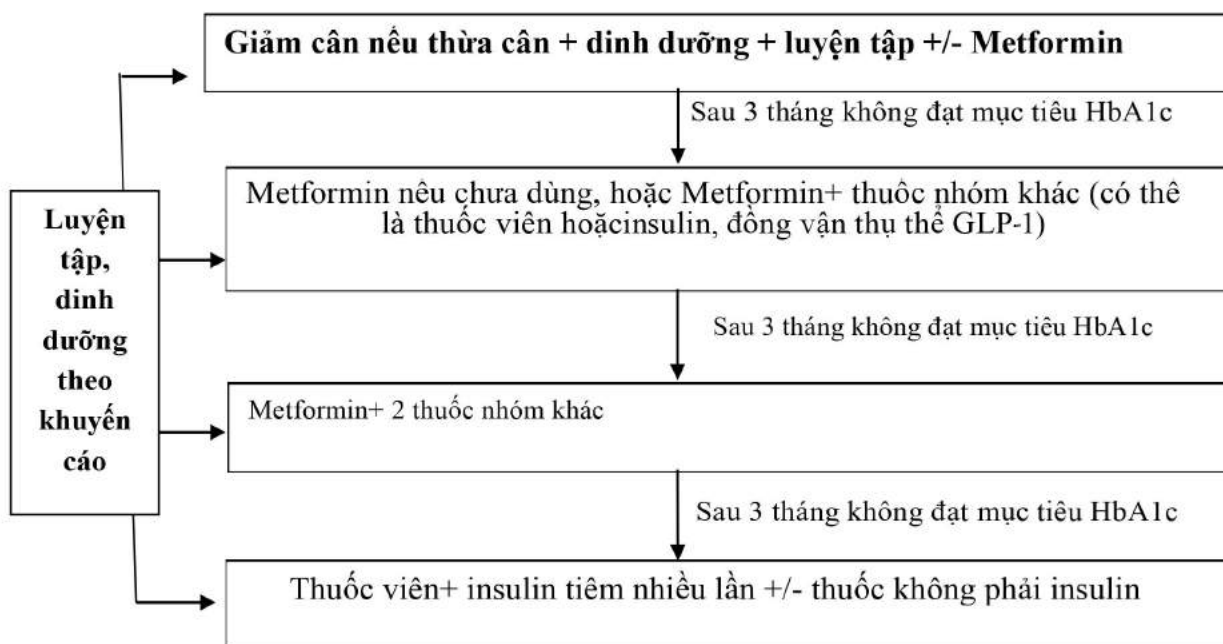 Giảm cân nếu thừa cân + dinh dưỡng + luyện tập +/- Metformin
Sau 3 tháng không đạt mục tiêu HbA1c
Metformin nếu chưa dùng, hoặc Metformin+ thuốc nhóm khác (có thể
là thuốc viên hoặcinsulin, đồng vận thụ thể GLP-1)
Sau 3 tháng không đạt mục tiêu HbA1c
Metformin+ 2 thuốc nhóm khác
Sau 3 tháng không đạt mục tiêu HbA1c
Thuốc viên+ insulin tiêm nhiều lần +/- thuốc không phải insulin
Luyện
tập,
dinh
dưỡng
theo
khuyến
cáo